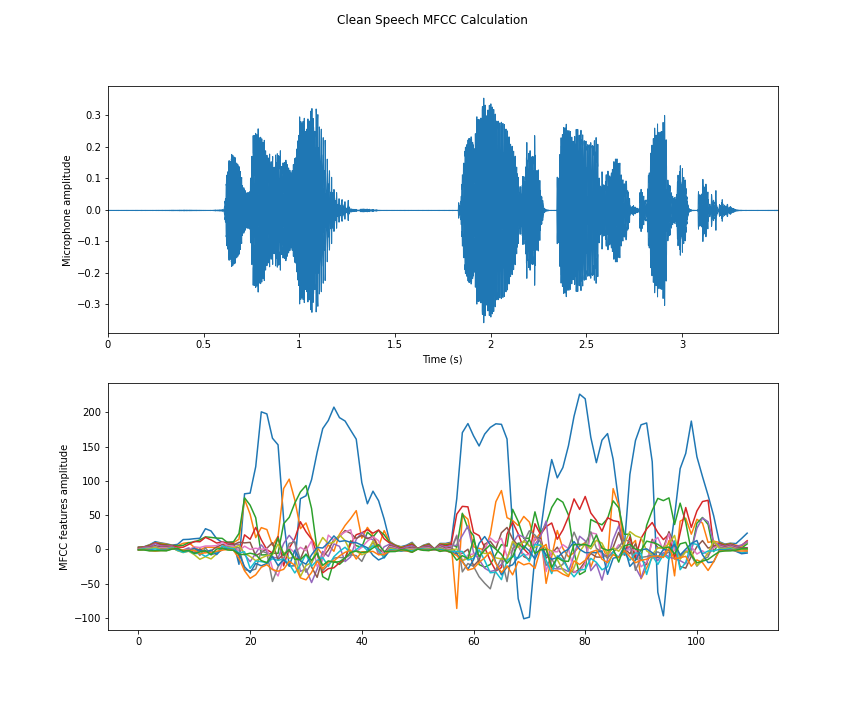 Clean Speech MFCC Calculation
Microphone amplitude
0.3
0.2
0.1
0.0
−0.1
−0.2
−0.3
0 0.5 1 1.5 2 2.5 3
Time (s)
MFCC features amplitude
200
150
100
50
0
−50
−100
0 20 40 60 80 100